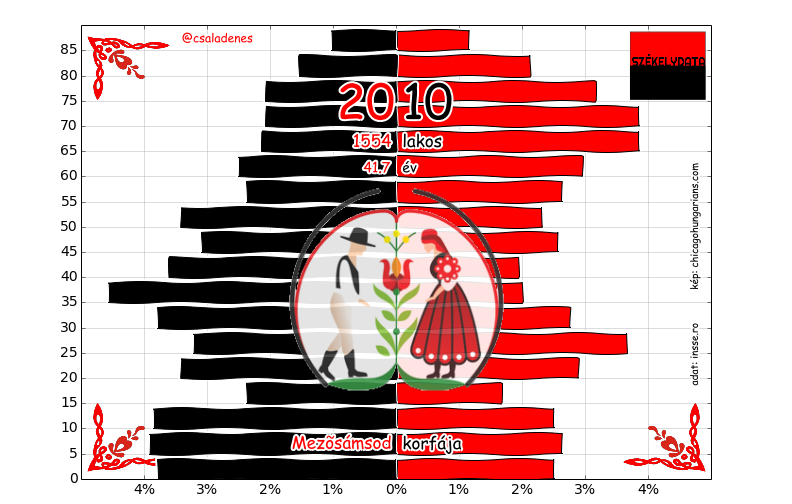 @csaladenes
SZÉKELYDATA
2010
1554 lakos
41.7 év
Mezősámsod korfája
kép: chicagohungarians.com
adat: insse.ro
85
80
75
70
65
60
55
50
45
40
35
30
25
20
15
10
5
0
4% 3% 2% 1% 0% 1% 2% 3% 4%